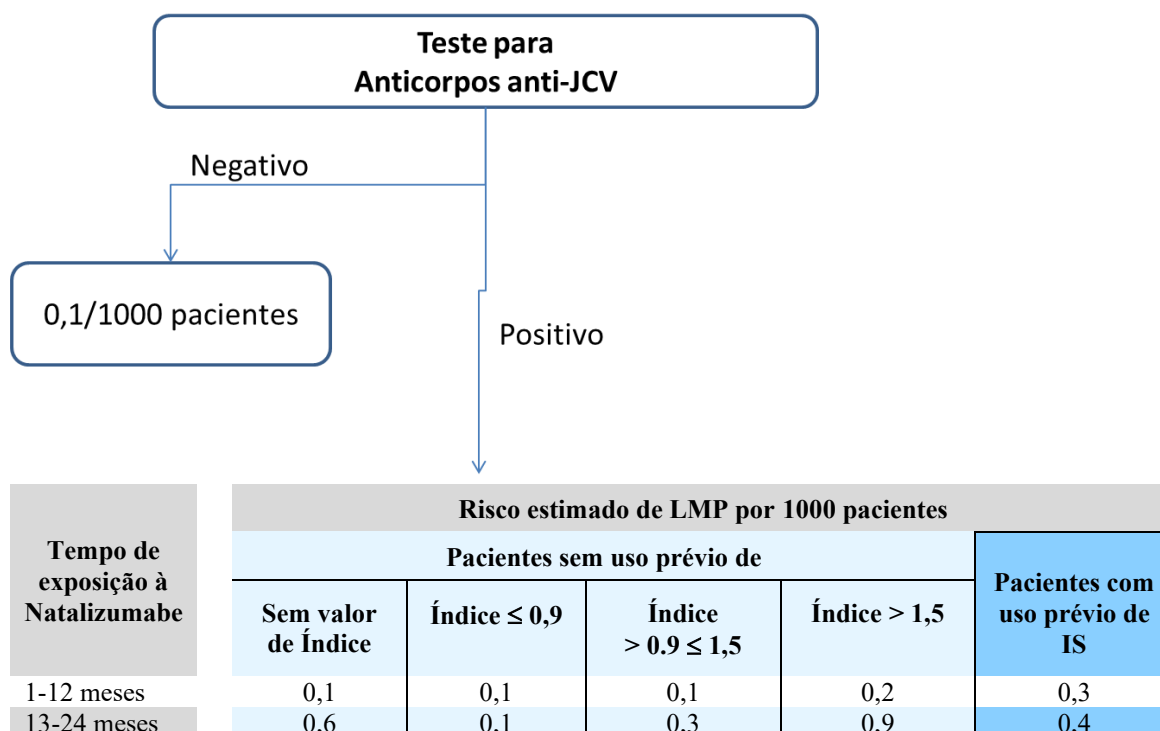 Teste para
Anticorpos anti-JCV
Negativo
0,1/1000 pacientes
Positivo
Tempo de
exposição à
Natalizumabe
Risco estimado de LMP por 1000 pacientes
Pacientes sem uso prévio de
Pacientes com
uso prévio de
IS
Sem valor
de Índice
Índice ≤ 0,9
Índice
> 0.9 ≤ 1,5
Índice > 1,5
1-12 meses 0,1 0,1 0,1 0,2 0,3
13-24 meses 0,6 0,1 0,3 0,9 0,4